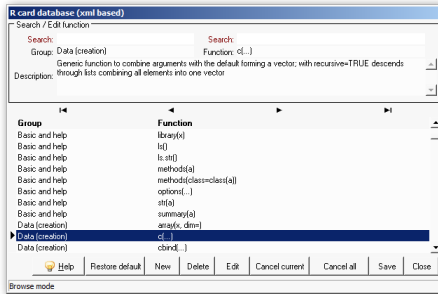 R card database (xml based)
Search / Edit function
Search: Search:
Group: Data (creation) Function: c(...)
Description: Generic function to combine arguments with the default forming a vector; with recursive=TRUE descends
through lists combining all elements into one vector
Group Function
Basic and help library(x)
Basic and help ls()
Basic and help ls.str()
Basic and help methods(a)
Basic and help methods(class=class(a))
Basic and help options(...)
Basic and help str(a)
Basic and help summary(a)
Data (creation) array(x, dim=)
Data (creation) c(...)
Data (creation) cbind(...)
Help Restore default New Delete Edit Cancel current Cancel all Save Close
Browse mode